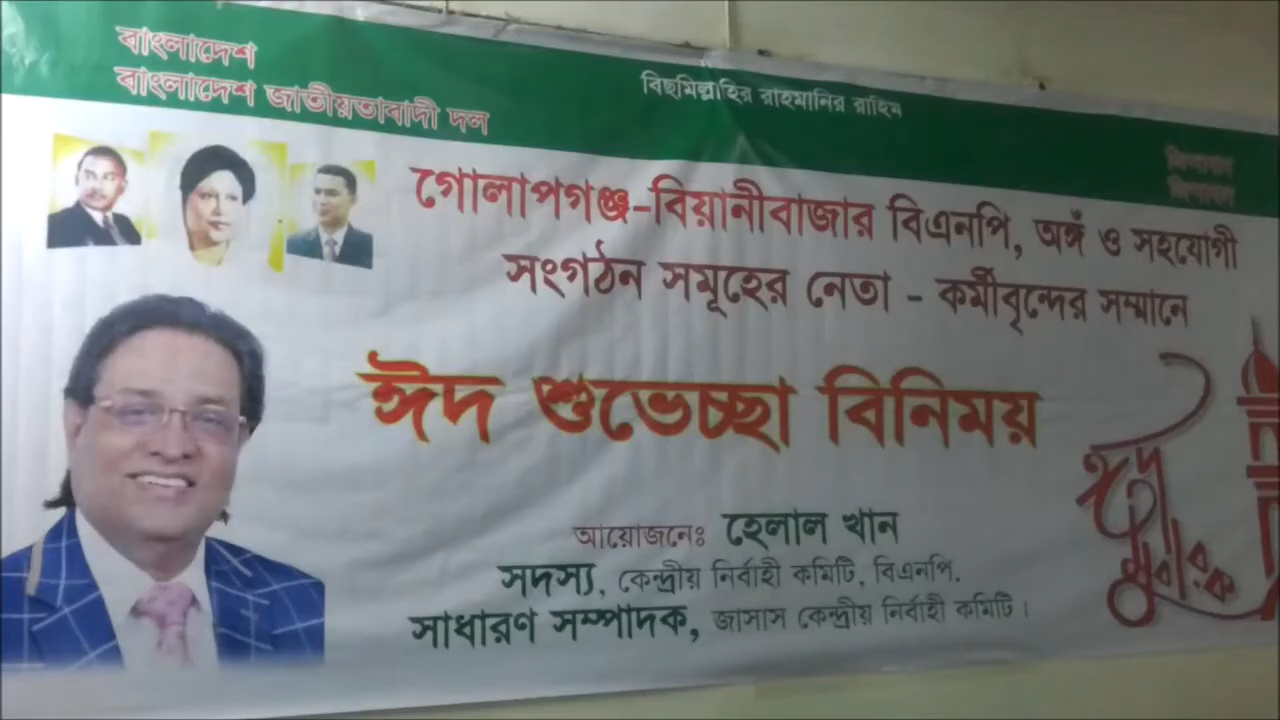 বাংলাদেশ
বাংলাদেশ জাতীয়তাবাদী দল
বিছমিল্লাহির রাহমানির রাহিম
গোলাপগঞ্জ-বিয়ানীবাজার বিএনপি, অঙ্গঁ ও সহযোগী
সংগঠন সমূহের নেতা - কর্মীবৃন্দের সম্মানে
ঈদ শুভেচ্ছা বিনিময়
ঈদ
মুবারক
আয়োজনেঃ হেলাল খান
সদস্য, কেন্দ্রীয় নির্বাহী কমিটি, বিএনপি.
সাধারণ সম্পাদক, জাসাস কেন্দ্রীয় নির্বাহী কমিটি।